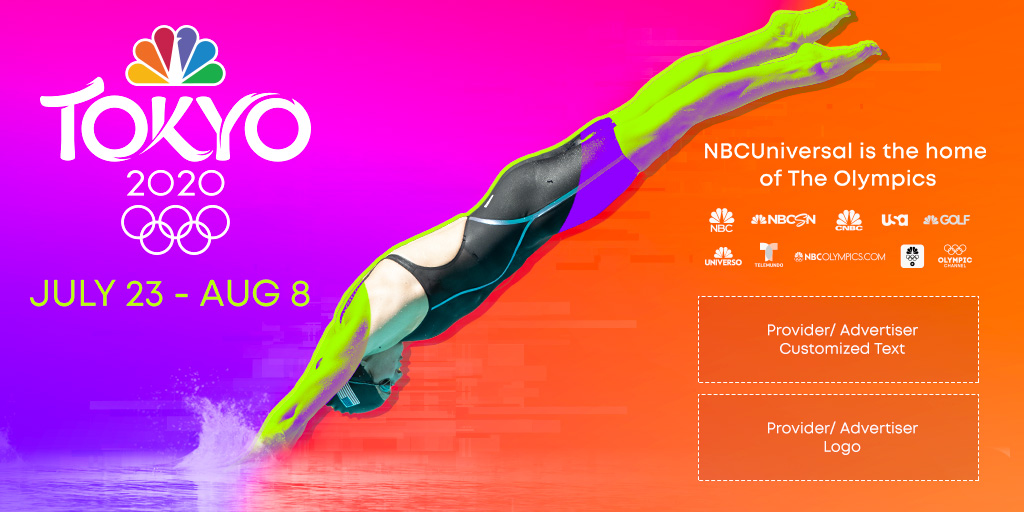 TOKYO
2020
JULY 23 - AUG 8
NBCUniversal is the home
of The Olympics
NBC NBCSN CNBC USA GOLF
UNIVERSO TELEMUNDO NBCOLYMPICS.COM OLYMPIC
CHANNEL
Provider/ Advertiser
Customized Text
Provider/ Advertiser
Logo